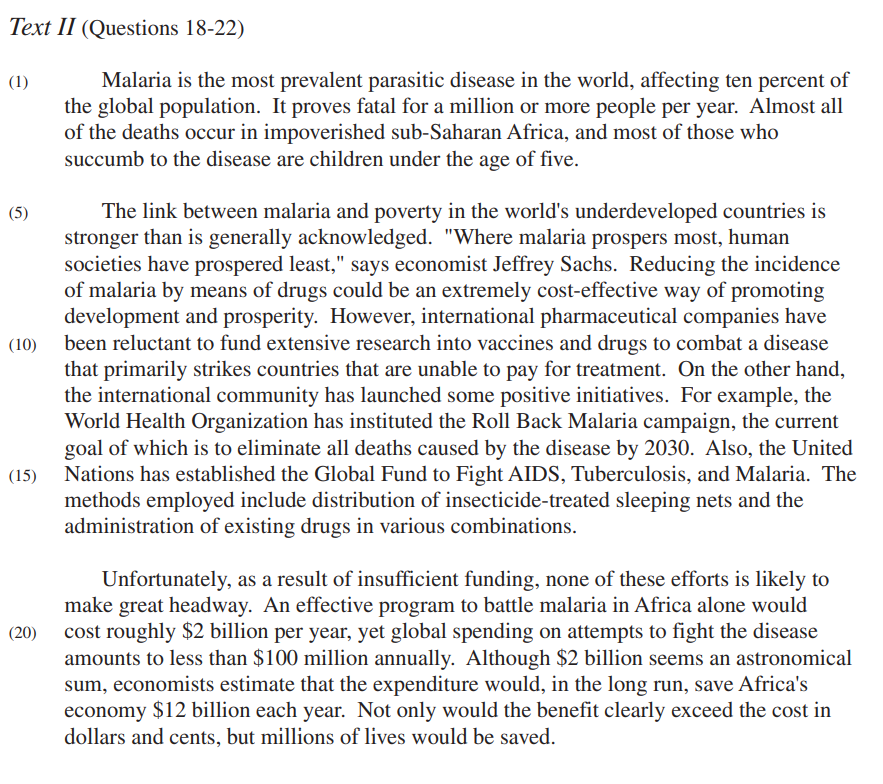 Text II (Questions 18-22)
(1) Malaria is the most prevalent parasitic disease in the world, affecting ten percent of
the global population. It proves fatal for a million or more people per year. Almost all
of the deaths occur in impoverished sub-Saharan Africa, and most of those who
succumb to the disease are children under the age of five.
(5) The link between malaria and poverty in the world's underdeveloped countries is
stronger than is generally acknowledged. "Where malaria prospers most, human
societies have prospered least," says economist Jeffrey Sachs. Reducing the incidence
of malaria by means of drugs could be an extremely cost-effective way of promoting
development and prosperity. However, international pharmaceutical companies have
(10) been reluctant to fund extensive research into vaccines and drugs to combat a disease
that primarily strikes countries that are unable to pay for treatment. On the other hand,
the international community has launched some positive initiatives. For example, the
World Health Organization has instituted the Roll Back Malaria campaign, the current
goal of which is to eliminate all deaths caused by the disease by 2030. Also, the United
(15) Nations has established the Global Fund to Fight AIDS, Tuberculosis, and Malaria. The
methods employed include distribution of insecticide-treated sleeping nets and the
administration of existing drugs in various combinations.
Unfortunately, as a result of insufficient funding, none of these efforts is likely to
make great headway. An effective program to battle malaria in Africa alone would
(20) cost roughly $2 billion per year, yet global spending on attempts to fight the disease
amounts to less than $100 million annually. Although $2 billion seems an astronomical
sum, economists estimate that the expenditure would, in the long run, save Africa's
economy $12 billion each year. Not only would the benefit clearly exceed the cost in
dollars and cents, but millions of lives would be saved.